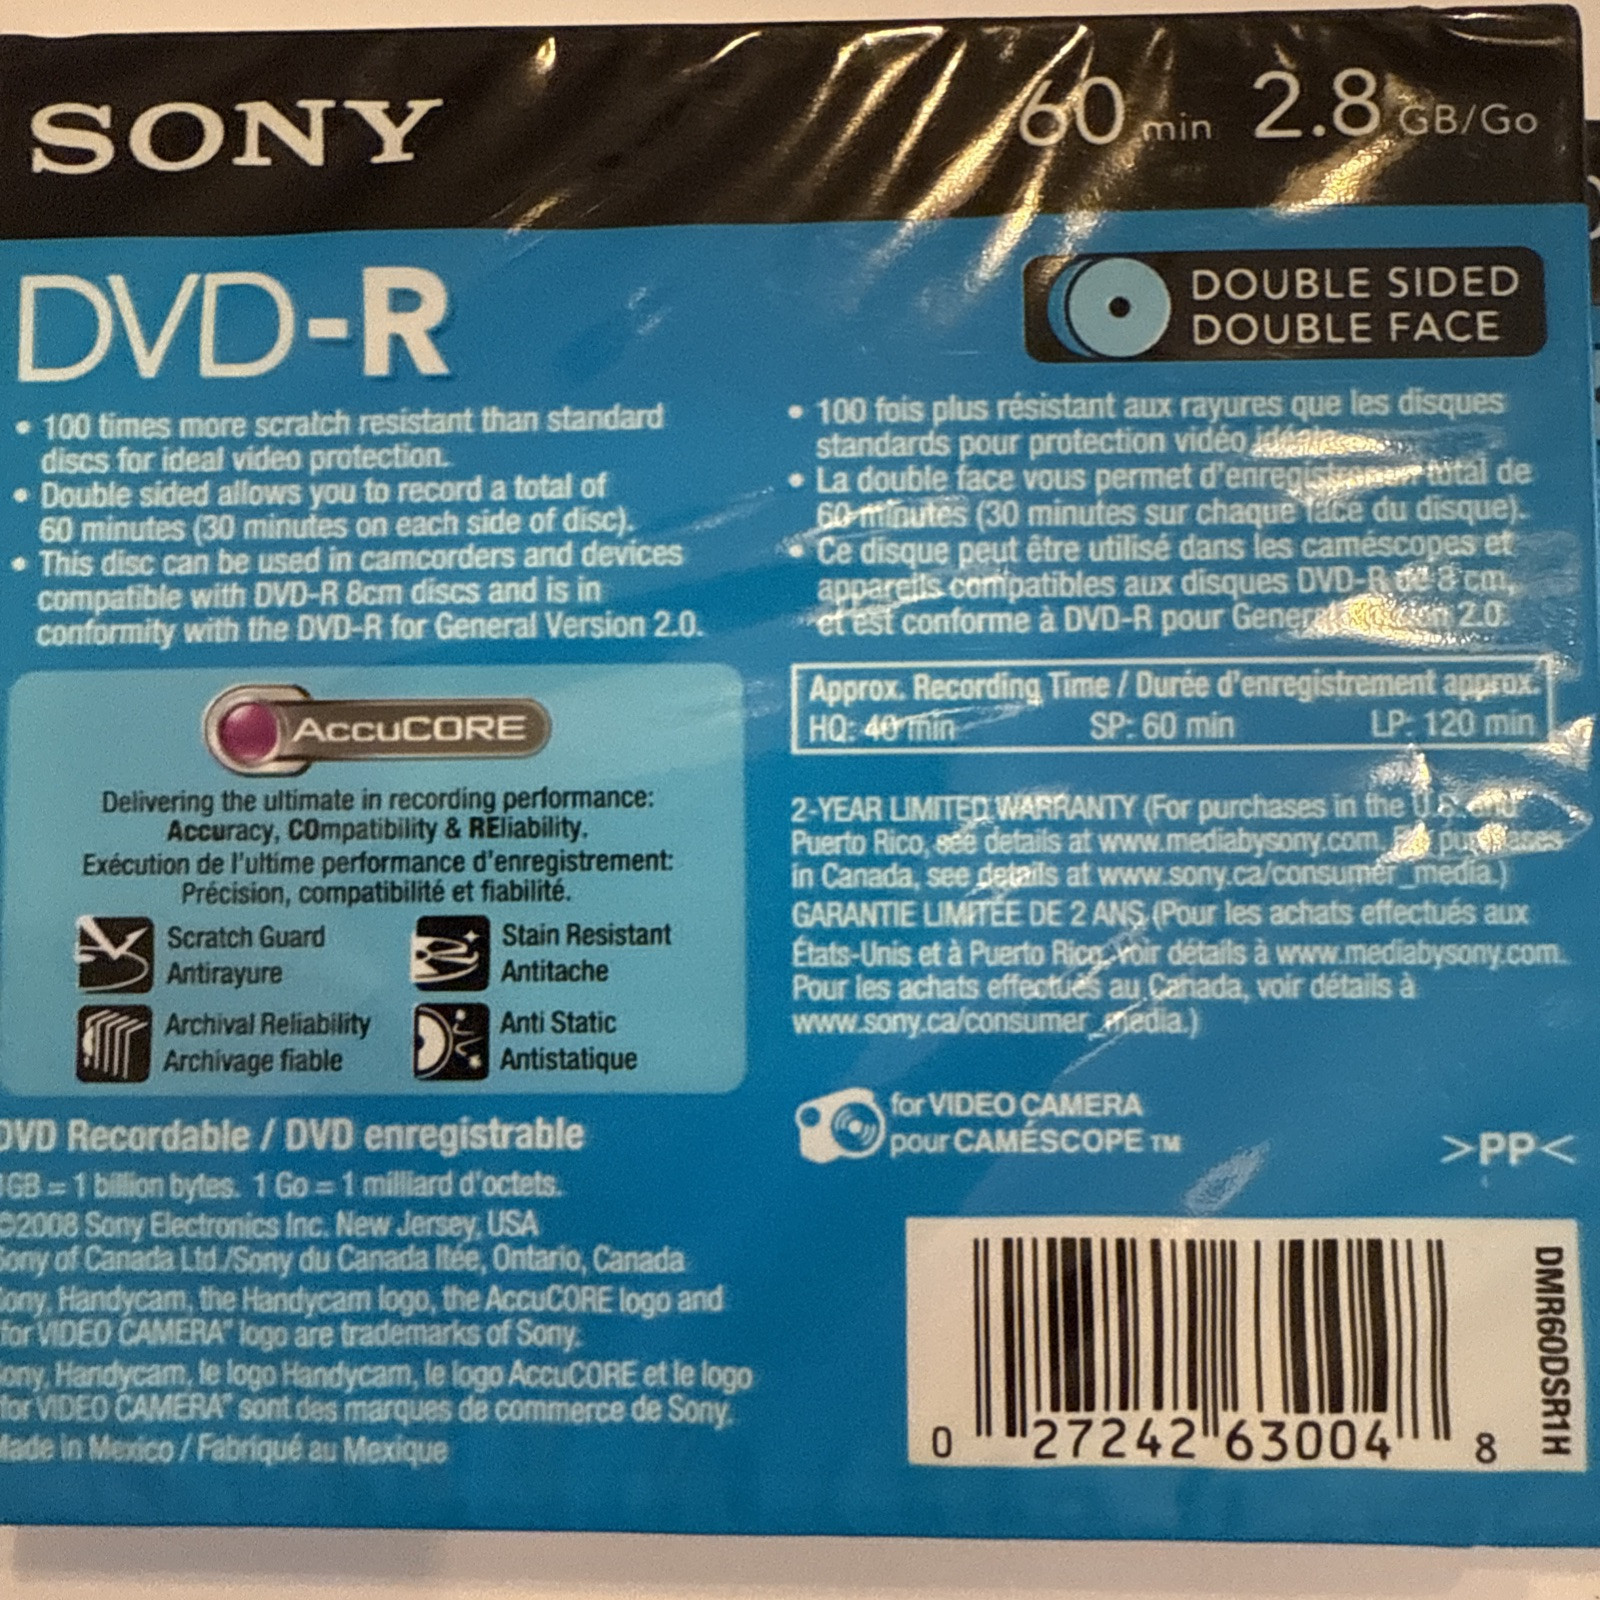 SONY
60 min 2.8 GB/Go
DVD-R
DOUBLE SIDED
DOUBLE FACE
• 100 times more scratch resistant than standard
discs for ideal video protection.
• Double sided allows you to record a total of
60 minutes (30 minutes on each side of disc).
• This disc can be used in camcorders and devices
compatible with DVD-R 8cm discs and is in
conformity with the DVD-R for General Version 2.0.
• 100 fois plus résistant aux rayures que les disques
standards pour protection vidéo
• La double face vous permet d'enregistrer total de
60 minutes (30 minutes sur chaque face du disque).
• Ce disque peut être utilisé dans les caméscopes et
appareils compatibles aux disques DVD-R de 8 cm,
et est conforme à DVD-R pour General 2.0.
Approx. Recording Time / Durée d'enregistrement approx.
HQ: 40 min SP: 60 min LP: 120 min
AccuCORE
Delivering the ultimate in recording performance:
Accuracy, COmpatibility & REliability.
Exécution de l'ultime performance d'enregistrement:
Précision, compatibilité et fiabilité.
Scratch Guard
Antirayure
Stain Resistant
Antitache
Archival Reliability
Archivage fiable
Anti Static
Antistatique
2-YEAR LIMITED WARRANTY (For purchases in the U.S. and
Puerto Rico, see details at www.mediabysony.com. For purchases
in Canada, see details at www.sony.ca/consumer_media.)
GARANTIE LIMITÉE DE 2 ANS (Pour les achats effectués aux
États-Unis et à Puerto Rico, voir détails à www.mediabysony.com.
Pour les achats effectués au Canada, voir détails à
www.sony.ca/consumer_media.)
for VIDEO CAMERA
pour CAMÉSCOPE TM
>PP<
DVD Recordable / DVD enregistrable
1GB = 1 billion bytes. 1 Go = 1 milliard d'octets.
©2008 Sony Electronics Inc. New Jersey, USA
Sony of Canada Ltd./Sony du Canada ltée, Ontario, Canada
Sony, Handycam, the Handycam logo, the AccuCORE logo and
"for VIDEO CAMERA" logo are trademarks of Sony.
Sony, Handycam, le logo Handycam, le logo AccuCORE et le logo
"for VIDEO CAMERA" sont des marques de commerce de Sony.
Made in Mexico / Fabriqué au Mexique
0 27242 63004 8
DMR60DSR1H